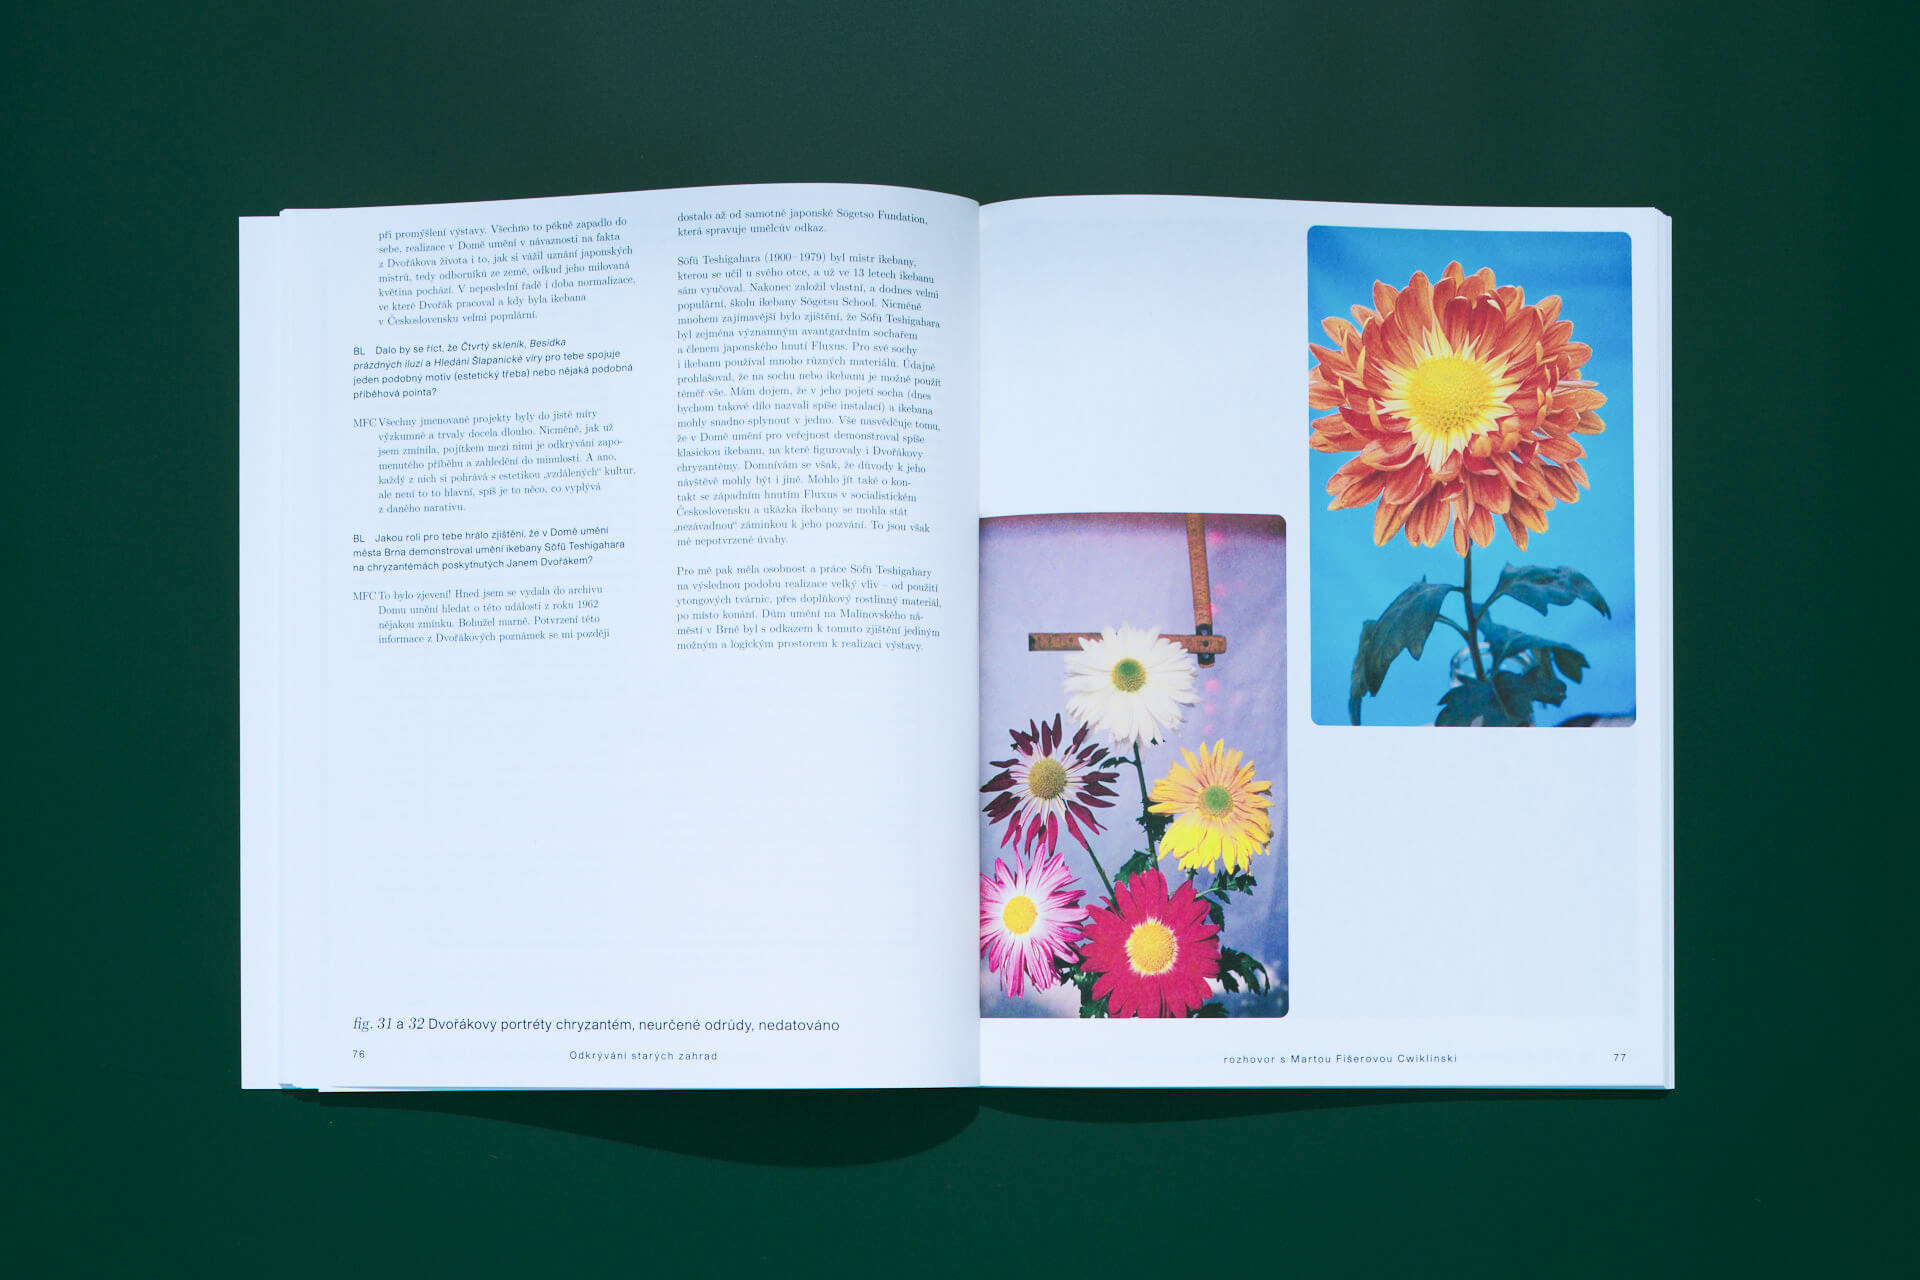 při promýšlení výstavy. Všechno to pěkně zapadlo do
sebe, realizace v Domě umění v návaznosti na fakta
z Dvořákova života i to, jak si vážil uznání japonských
mistrů, tedy odborníků ze země, odkud jeho milovaná
květina pochází. V neposlední řadě i doba normalizace,
ve které Dvořák pracoval a kdy byla ikebana
v Československu velmi populární.
BL Dalo by se říct, že Čtvrtý skleník, Besídka
prázdných iluzí a Hledání Šlapanické víry pro tebe spojuje
jeden podobný motiv (estetický třeba) nebo nějaká podobná
příběhová pointa?
MFC Všechny jmenované projekty byly do jisté míry
výzkumné a trvaly docela dlouho. Nicméně, jak už
jsem zmínila, pojítkem mezi nimi je odkrývání zapo-
menutého příběhu a zahledění do minulosti. A ano,
každý z nich si pohrává s estetikou „vzdálených“ kultur,
ale není to to hlavní, spíš je to něco, co vyplývá
z daného narativu.
BL Jakou roli pro tebe hrálo zjištění, že v Domě umění
města Brna demonstroval umění ikebany Sōfū Teshigahara
na chryzantémách poskytnutých Janem Dvořákem?
MFC To bylo zjevení! Hned jsem se vydala do archivu
Domu umění hledat o této události z roku 1962
nějakou zmínku. Bohužel marně. Potvrzení této
informace z Dvořákových poznámek se mi později
dostalo až od samotné japonské Sōgetso Fundation,
která spravuje umělcův odkaz.
Sōfū Teshigahara (1900–1979) byl mistr ikebany,
kterou se učil u svého otce, a už ve 13 letech ikebanu
sám vyučoval. Nakonec založil vlastní, a dodnes velmi
populární, školu ikebany Sōgetsu School. Nicméně
mnohem zajímavější bylo zjištění, že Sōfū Teshigahara
byl zejména významným avantgardním sochařem
a členem japonského hnutí Fluxus. Pro své sochy
i ikebanu používal mnoho různých materiálů. Údajně
prohlašoval, že na sochu nebo ikebanu je možné použít
téměř vše. Mám dojem, že v jeho pojetí socha (dnes
bychom takové dílo nazvali spíše instalací) a ikebana
mohly snadno splynout v jedno. Vše nasvědčuje tomu,
že v Domě umění pro veřejnost demonstroval spíše
klasickou ikebanu, na které figurovaly i Dvořákovy
chryzantémy. Domnívám se však, že důvody k jeho
návštěvě mohly být i jiné. Mohlo jít také o kon-
takt se západním hnutím Fluxus v socialistickém
Československu a ukázka ikebany se mohla stát
„nezávadnou“ záminkou k jeho pozvání. To jsou však
mé nepotvrzené úvahy.
Pro mě pak měla osobnost a práce Sōfū Teshigahary
na výslednou podobu realizace velký vliv – od použití
ytongových tvárnic, přes doplňkový rostlinný materiál,
po místo konání. Dům umění na Malinovského ná-
městí v Brně byl s odkazem k tomuto zjištění jediným
možným a logickým prostorem k realizaci výstavy.
fig. 31 a 32 Dvořákovy portréty chryzantém, neurčené odrůdy, nedatováno
76 Odkrývání starých zahrad
rozhovor s Martou Fišerovou Cwiklinski 77